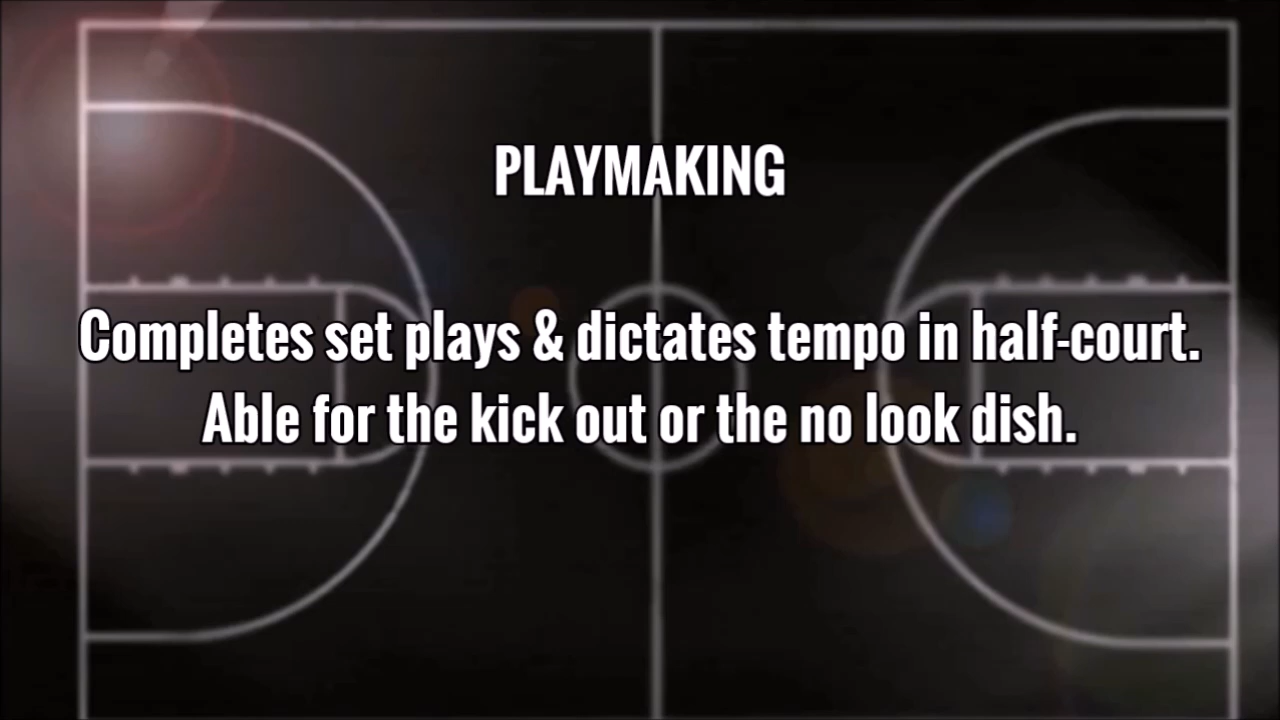 PLAYMAKING
Completes set plays & dictates tempo in half-court.
Able for the kick out or the no look dish.